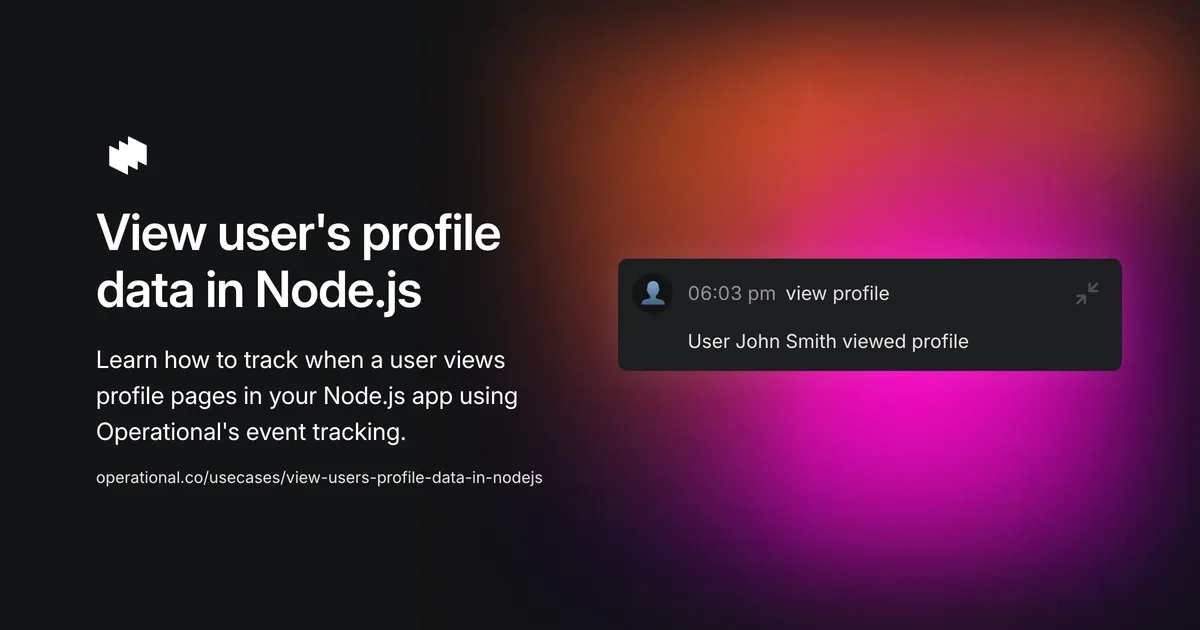 View user's profile
data in Node.js
Learn how to track when a user views
profile pages in your Node.js app using
Operational's event tracking.
operational.co/usecases/view-users-profile-data-in-nodejs
06:03 pm view profile
User John Smith viewed profile